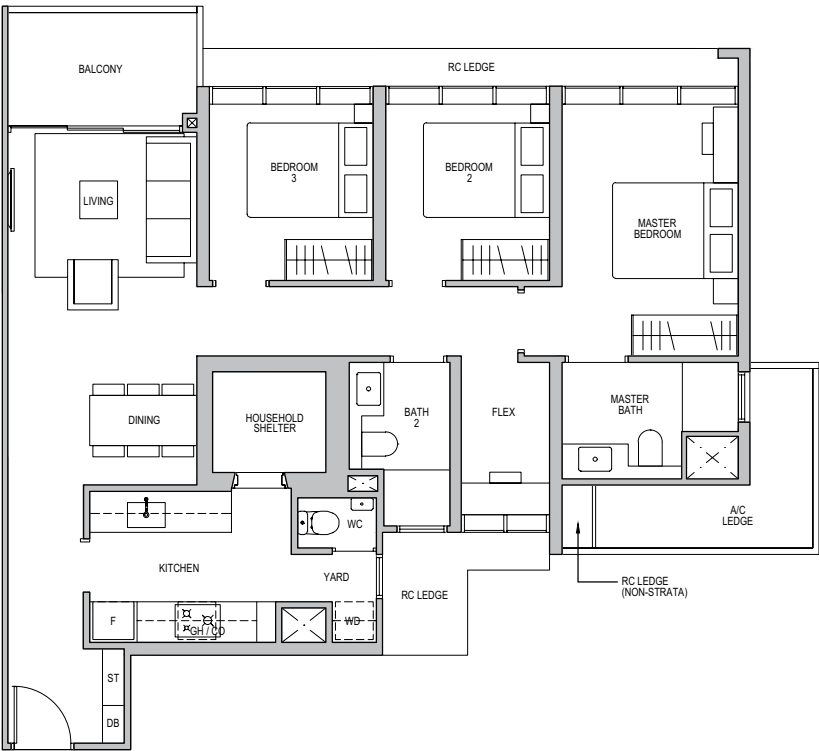 BALCONY
RC LEDGE
BEDROOM
3
BEDROOM
2
LIVING
MASTER
BEDROOM
DINING
HOUSEHOLD
SHELTER
BATH
2
FLEX
MASTER
BATH
A/C
LEDGE
WC
KITCHEN
YARD
RC LEDGE
RC LEDGE
(NON-STRATA)
F
GH / CO
WD
ST
DB